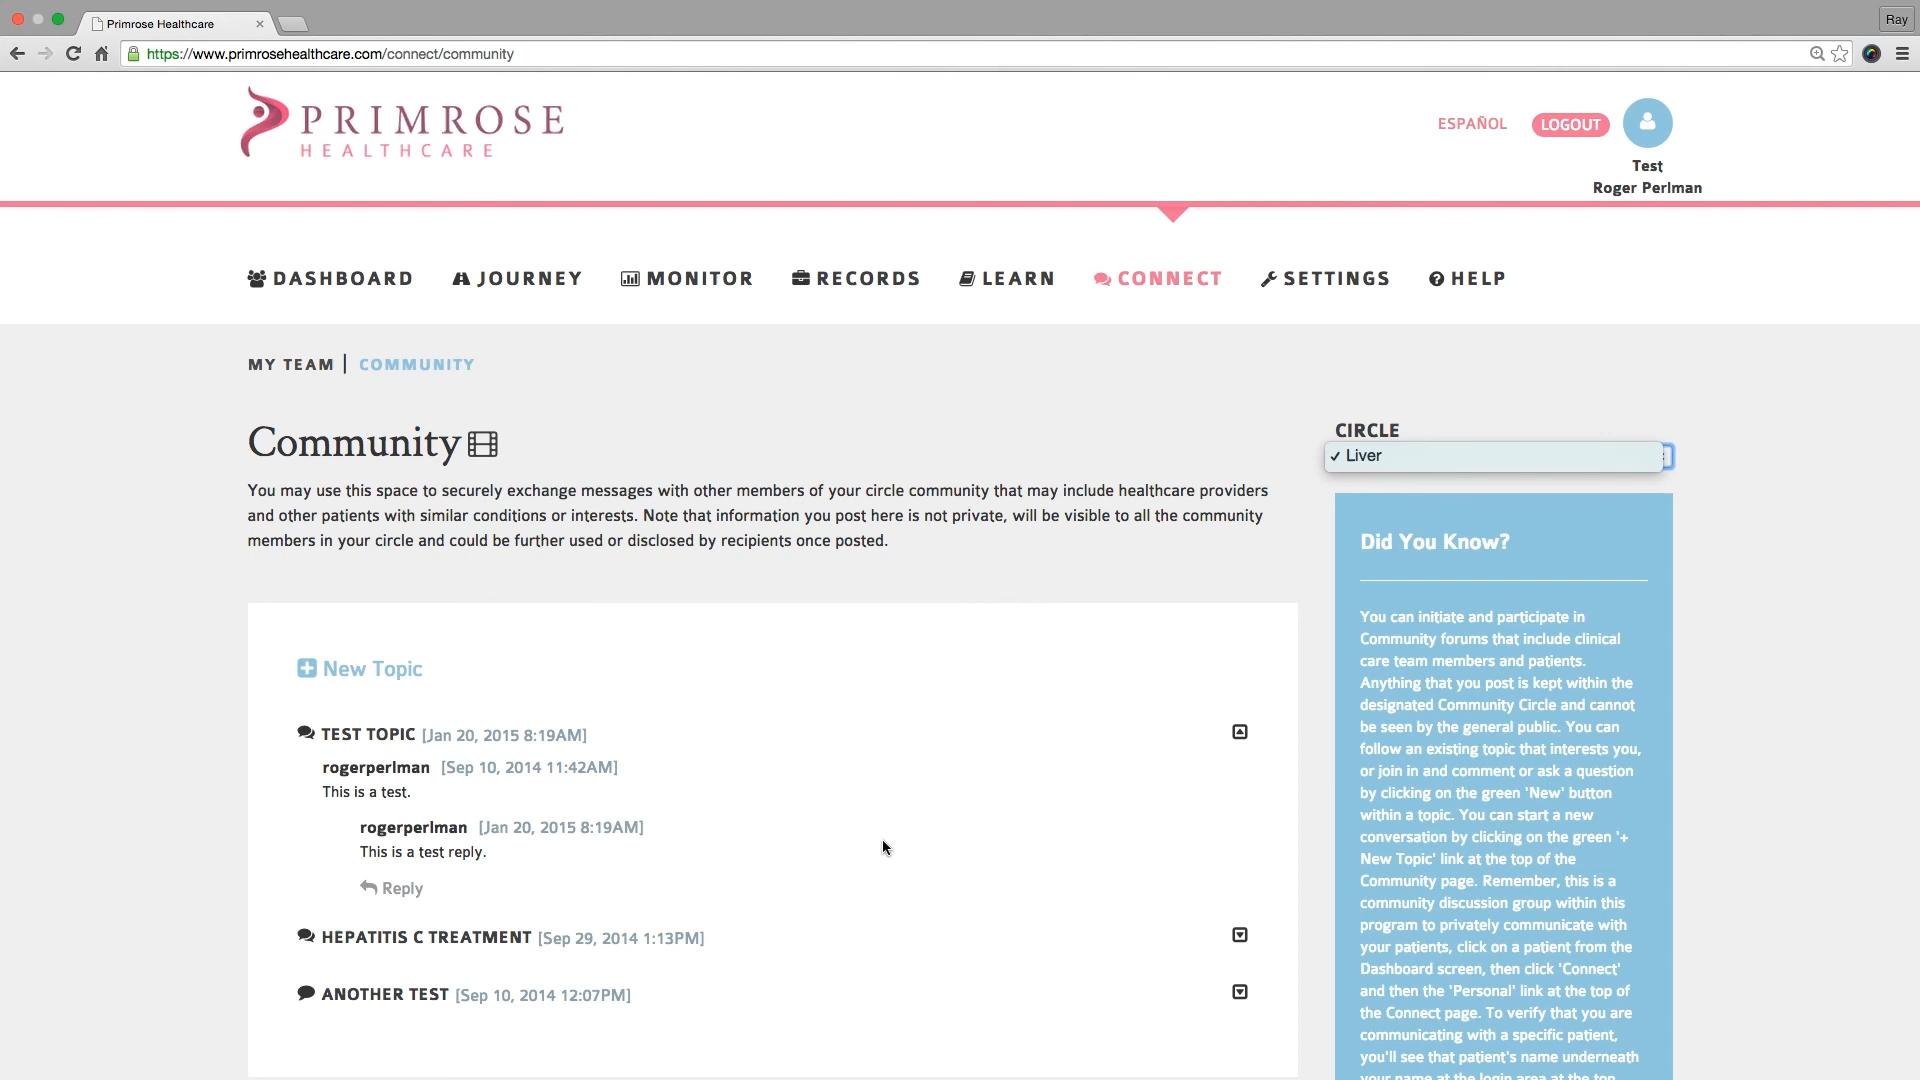 Primrose Healthcare
Ray
https://www.primrosehealthcare.com/connect/community
PRIMROSE
HEALTHCARE
ESPAÑOL
LOGOUT
Test
Roger Perlman
DASHBOARD JOURNEY MONITOR RECORDS LEARN CONNECT SETTINGS HELP
MY TEAM | COMMUNITY
Community
You may use this space to securely exchange messages with other members of your circle community that may include healthcare providers
and other patients with similar conditions or interests. Note that information you post here is not private, will be visible to all the community
members in your circle and could be further used or disclosed by recipients once posted.
New Topic
TEST TOPIC [Jan 20, 2015 8:19AM]
rogerperlman [Sep 10, 2014 11:42AM]
This is a test.
rogerperlman [Jan 20, 2015 8:19AM]
This is a test reply.
Reply
HEPATITIS C TREATMENT [Sep 29, 2014 1:13PM]
ANOTHER TEST [Sep 10, 2014 12:07PM]
CIRCLE
✓ Liver
Did You Know?
You can initiate and participate in
Community forums that include clinical
care team members and patients.
Anything that you post is kept within the
designated Community Circle and cannot
be seen by the general public. You can
follow an existing topic that interests you,
or join in and comment or ask a question
by clicking on the green 'New' button
within a topic. You can start a new
conversation by clicking on the green '+
New Topic' link at the top of the
Community page. Remember, this is a
community discussion group within this
program to privately communicate with
your patients, click on a patient from the
Dashboard screen, then click 'Connect'
and then the 'Personal' link at the top of
the Connect page. To verify that you are
communicating with a specific patient,
you'll see that patient's name underneath
your name at the login area at the top